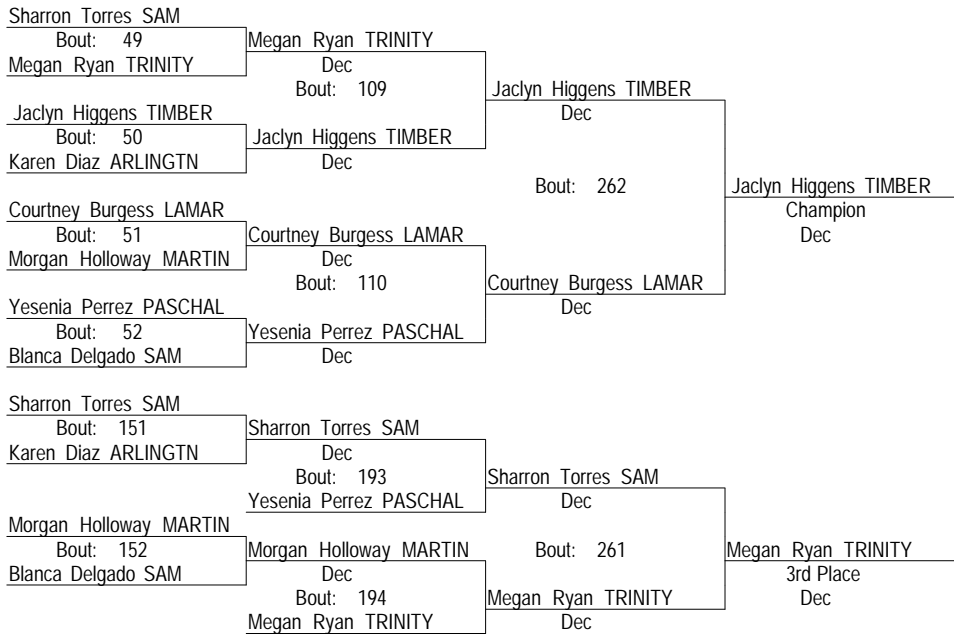 Sharron Torres SAM
Bout: 49
Megan Ryan TRINITY
Megan Ryan TRINITY
Dec
Bout: 109
Jaclyn Higgens TIMBER
Dec
Jaclyn Higgens TIMBER
Bout: 50
Jaclyn Higgens TIMBER
Karen Diaz ARLINGTN
Dec
Bout: 262
Jaclyn Higgens TIMBER
Champion
Dec
Courtney Burgess LAMAR
Bout: 51
Courtney Burgess LAMAR
Morgan Holloway MARTIN
Dec
Bout: 110
Courtney Burgess LAMAR
Dec
Yesenia Perrez PASCHAL
Bout: 52
Yesenia Perrez PASCHAL
Blanca Delgado SAM
Dec
Sharron Torres SAM
Bout: 151
Sharron Torres SAM
Karen Diaz ARLINGTN
Dec
Bout: 193
Sharron Torres SAM
Yesenia Perrez PASCHAL
Dec
Morgan Holloway MARTIN
Bout: 152
Morgan Holloway MARTIN
Bout: 261
Megan Ryan TRINITY
Blanca Delgado SAM
Dec
3rd Place
Bout: 194
Megan Ryan TRINITY
Dec
Megan Ryan TRINITY
Dec